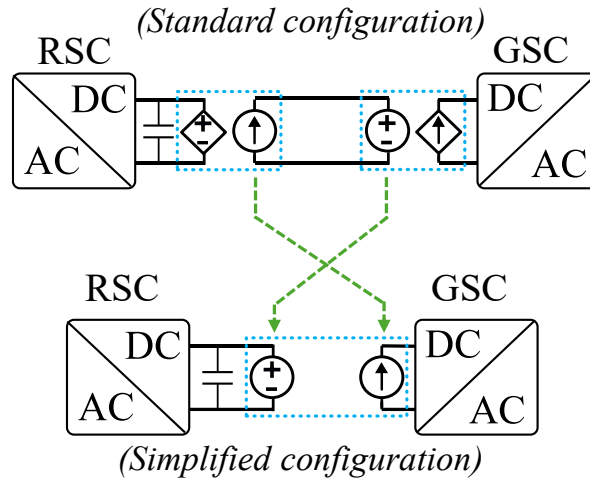 (Standard configuration)
RSC
GSC
DC
AC
+
-
+
-
DC
AC
RSC
GSC
DC
AC
+
-
DC
AC
(Simplified configuration)